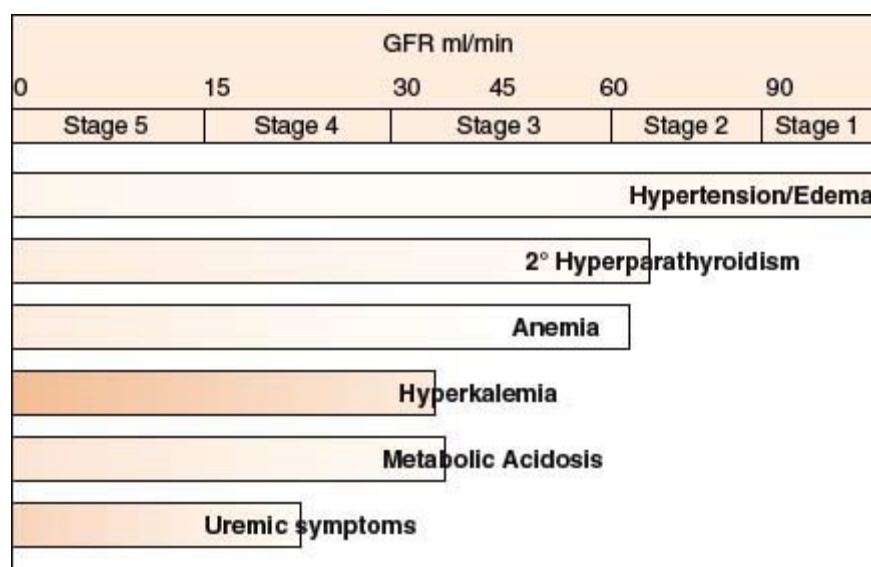 GFR ml/min
0 15 30 45 60 90
Stage 5 Stage 4 Stage 3 Stage 2 Stage 1
Hypertension/Edema
2° Hyperparathyroidism
Anemia
Hyperkalemia
Metabolic Acidosis
Uremic symptoms